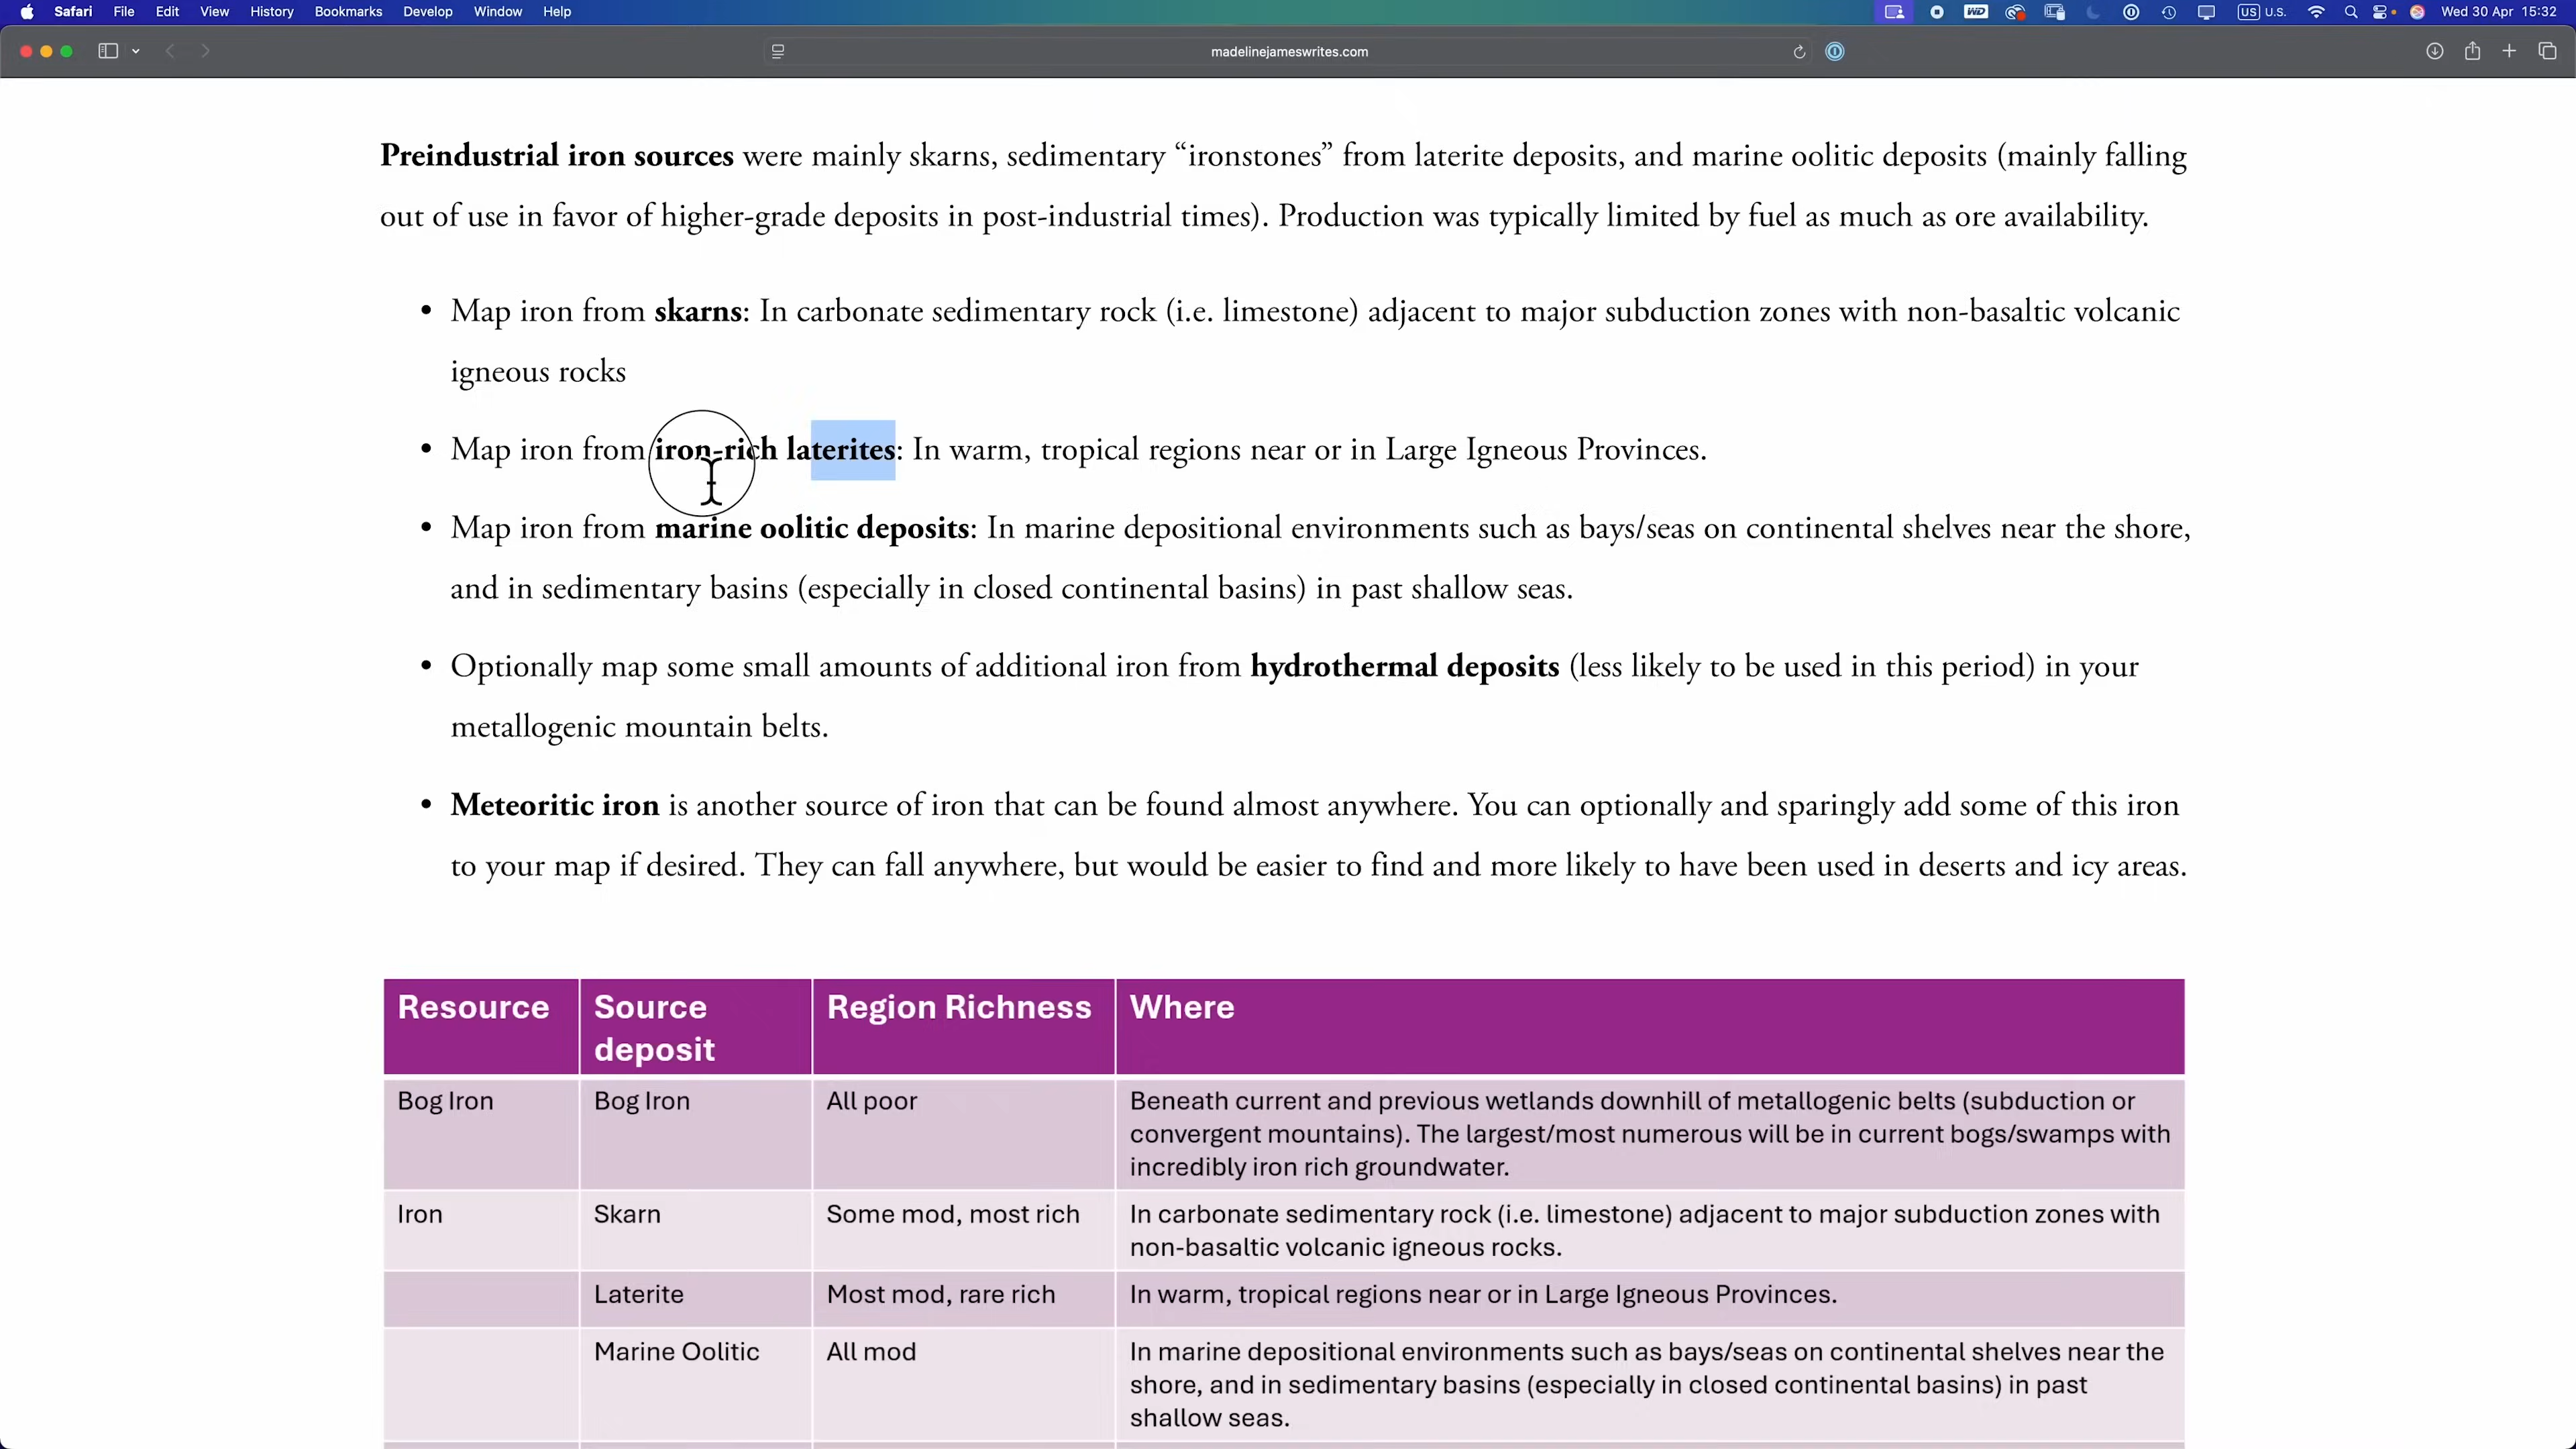 Safari File Edit View History Bookmarks Develop Window Help
WD
US U.S.
Wed 30 Apr 15:32
madelinejameswrites.com
Preindustrial iron sources were mainly skarns, sedimentary “ironstones” from laterite deposits, and marine oolitic deposits (mainly falling
out of use in favor of higher-grade deposits in post-industrial times). Production was typically limited by fuel as much as ore availability.
• Map iron from skarns: In carbonate sedimentary rock (i.e. limestone) adjacent to major subduction zones with non-basaltic volcanic
igneous rocks
• Map iron from iron-rich laterites: In warm, tropical regions near or in Large Igneous Provinces.
• Map iron from marine oolitic deposits: In marine depositional environments such as bays/seas on continental shelves near the shore,
and in sedimentary basins (especially in closed continental basins) in past shallow seas.
• Optionally map some small amounts of additional iron from hydrothermal deposits (less likely to be used in this period) in your
metallogenic mountain belts.
• Meteoritic iron is another source of iron that can be found almost anywhere. You can optionally and sparingly add some of this iron
to your map if desired. They can fall anywhere, but would be easier to find and more likely to have been used in deserts and icy areas.
Resource Source Region Richness Where
deposit
Bog Iron Bog Iron All poor Beneath current and previous wetlands downhill of metallogenic belts (subduction or
convergent mountains). The largest/most numerous will be in current bogs/swamps with
incredibly iron rich groundwater.
Iron Skarn Some mod, most rich In carbonate sedimentary rock (i.e. limestone) adjacent to major subduction zones with
non-basaltic volcanic igneous rocks.
Laterite Most mod, rare rich In warm, tropical regions near or in Large Igneous Provinces.
Marine Oolitic All mod In marine depositional environments such as bays/seas on continental shelves near the
shore, and in sedimentary basins (especially in closed continental basins) in past
shallow seas.